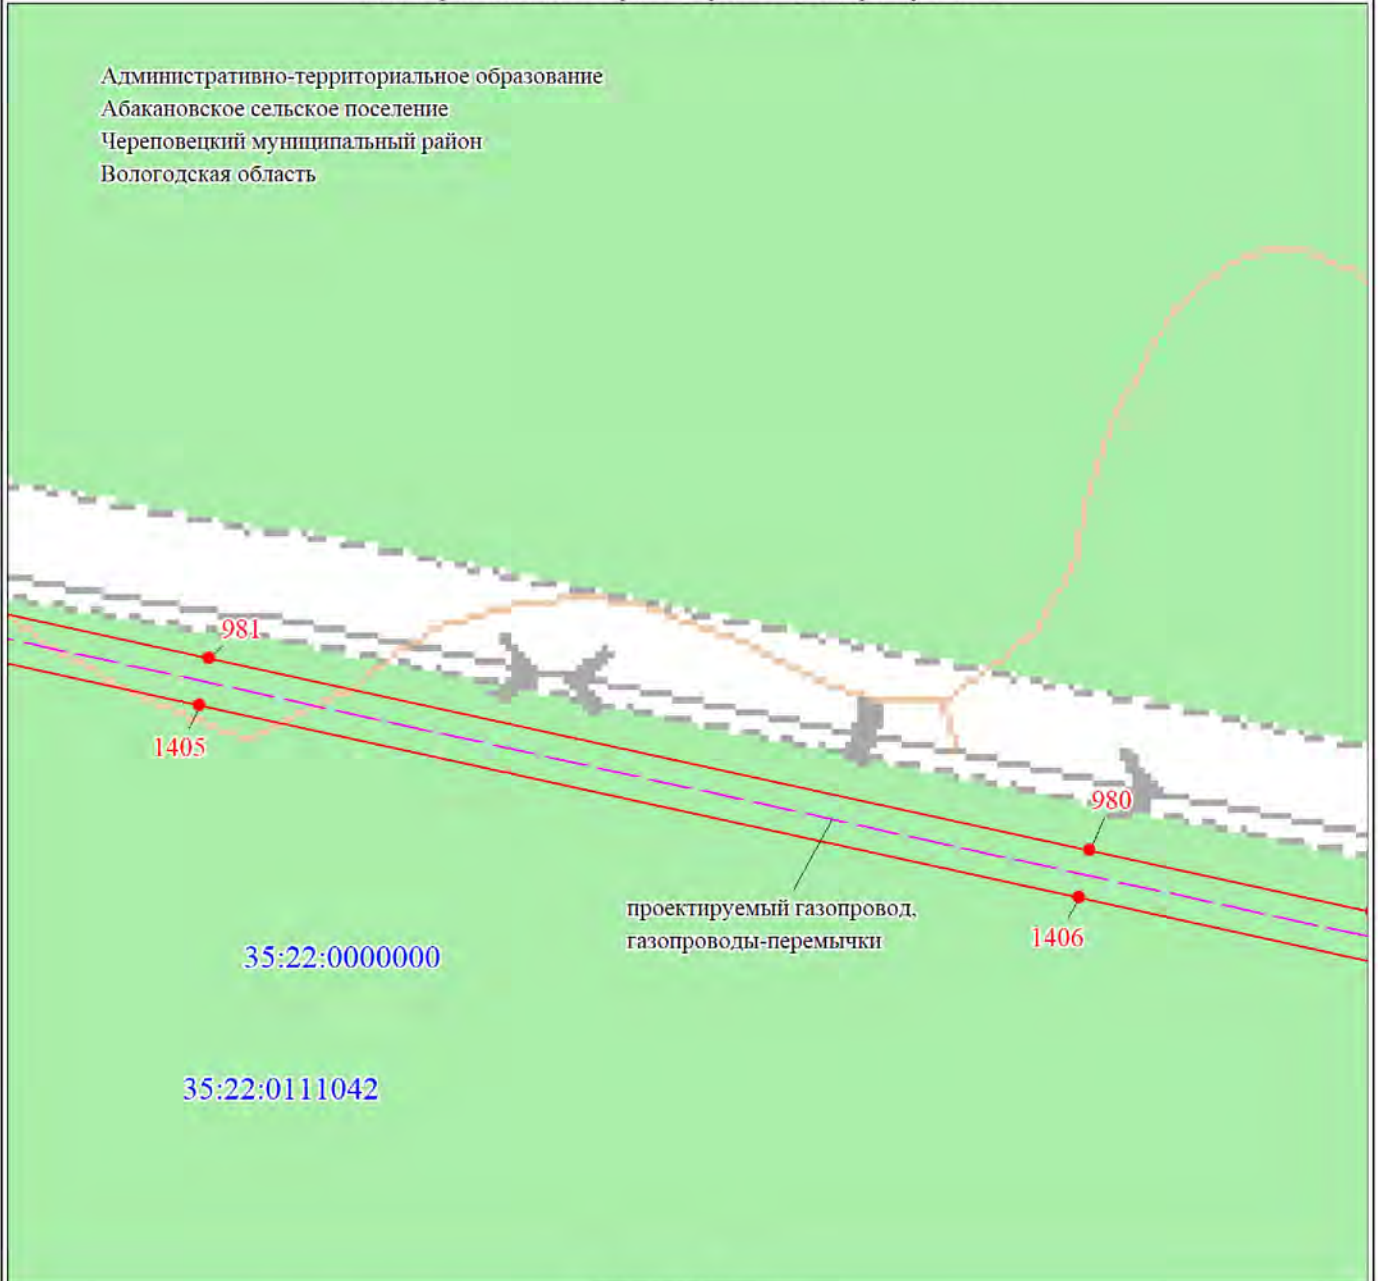 Административно-территориальное образование
Абакановское сельское поселение
Череповецкий муниципальный район
Вологодская область
981
1405
980
проектируемый газопровод,
газопроводы-перемычки
1406
35:22:0000000
35:22:0111042